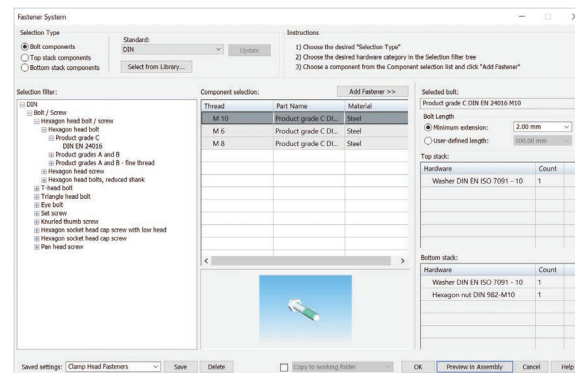 Fastener System
Selection Type
Bolt components
Top stack components
Bottom stack components
Standard:
DIN
Update
Select from Library...
Instructions
1) Choose the desired "Selection Type"
2) Choose the desired hardware category in the Selection filter tree
3) Choose a component from the Component selection list and click "Add Fastener"
Selection filter:
DIN
Bolt / Screw
Hexagon head bolt / screw
Hexagon head bolt
Product grade C
DIN EN 24016
Product grades A and B
Product grades A and B - fine thread
Hexagon head screw
Hexagon head bolts, reduced shank
T-head bolt
Triangle head bolt
Eye bolt
Set screw
Knurled thumb screw
Hexagon socket head cap screw with low head
Hexagon socket head cap screw
Pan head screw
Component selection:
Add Fastener >>
Thread Part Name Material
M 10 Product grade C DI... Steel
M 6 Product grade C DI... Steel
M 8 Product grade C DI... Steel
Selected bolt:
Product grade C DIN EN 24016 M10
Bolt Length
Minimum extension: 2.00 mm
User-defined length: 100.00 mm
Top stack:
Hardware Count
Washer DIN EN ISO 7091 - 10 1
Bottom stack:
Hardware Count
Washer DIN EN ISO 7091 - 10 1
Hexagon nut DIN 982-M10 1
Saved settings: Clamp Head Fasteners Save Delete Copy to working folder OK Preview in Assembly Cancel Help